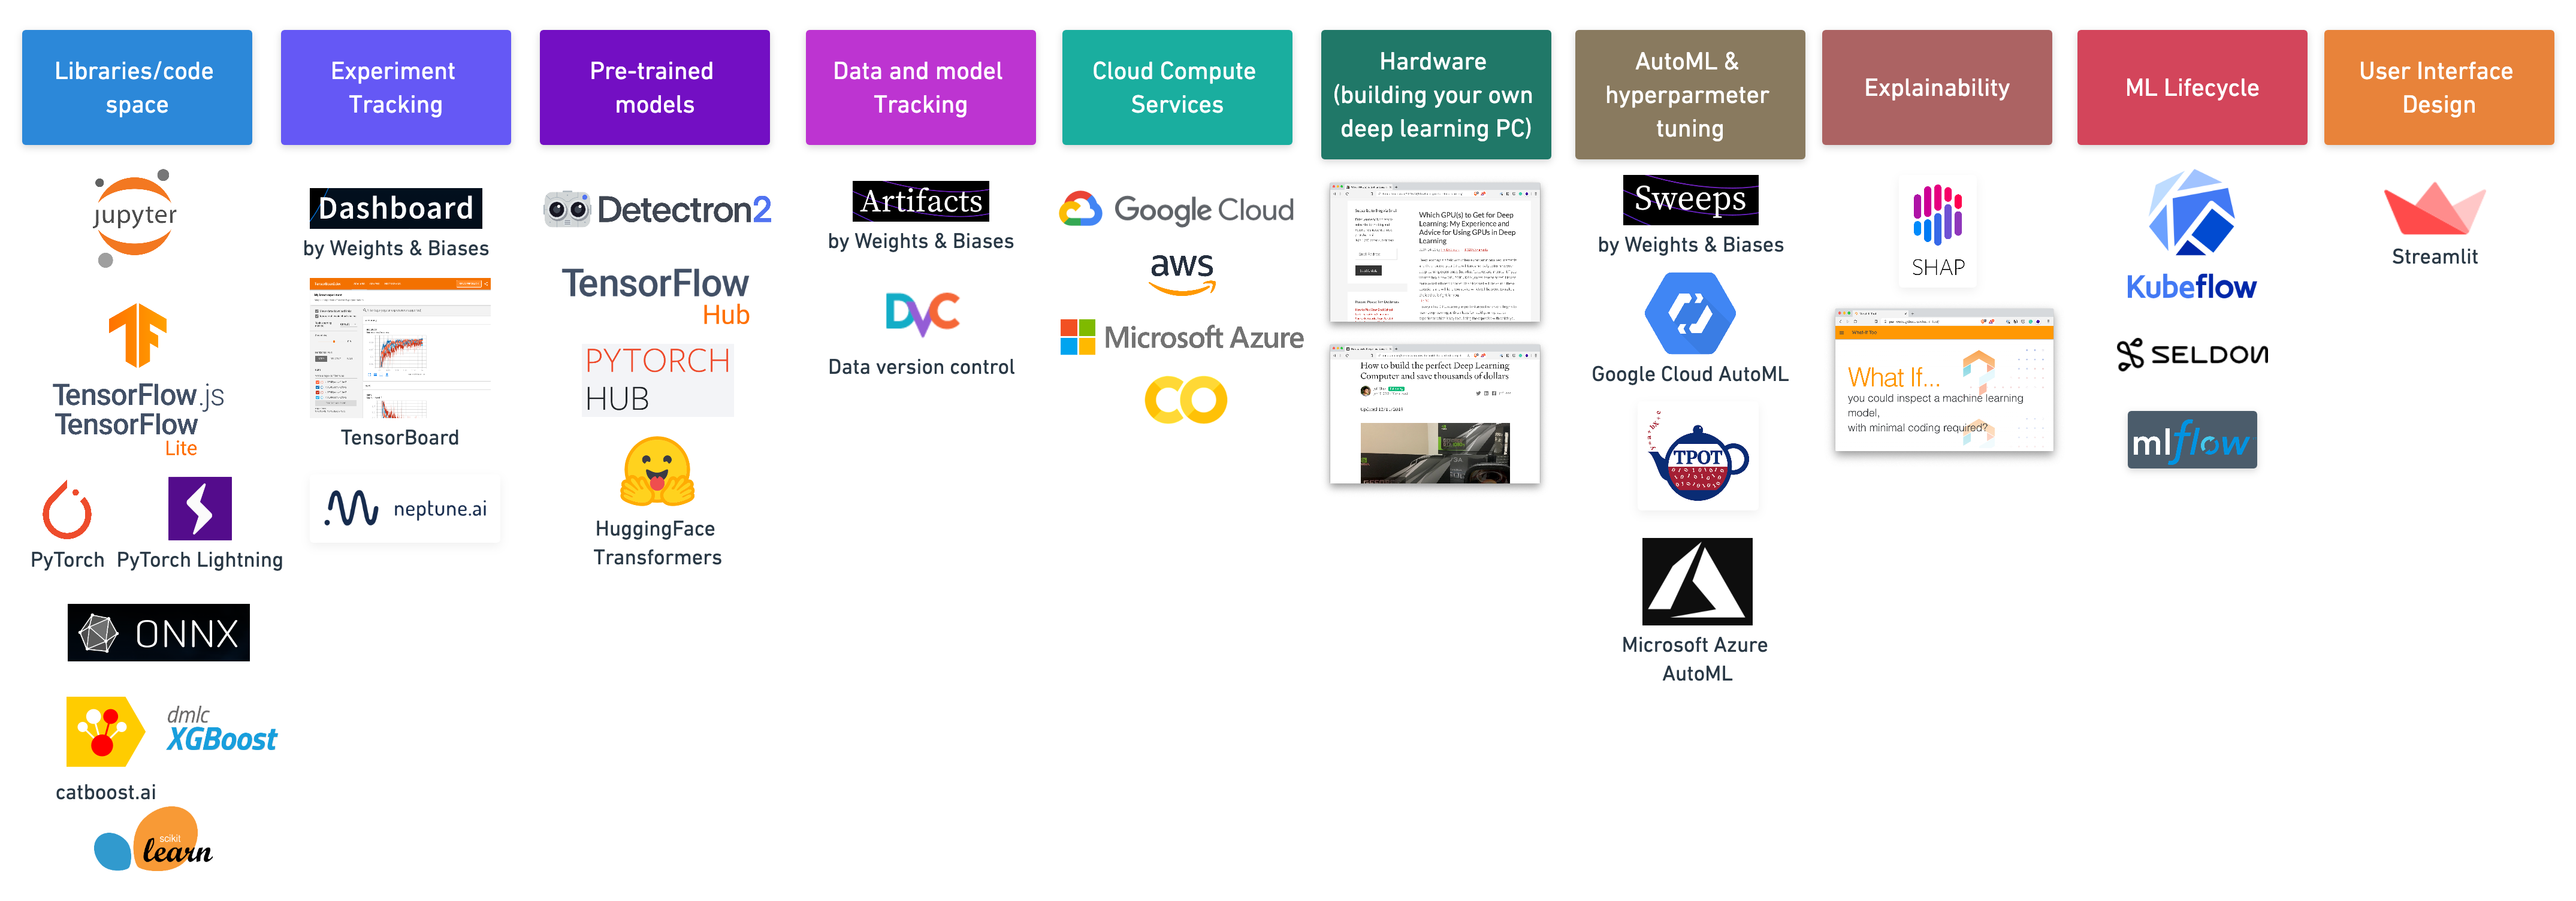 Libraries/code
space
Experiment
Tracking
Pre-trained
models
Data and model
Tracking
Cloud Compute
Services
Hardware
(building your own
deep learning PC)
AutoML &
hyperparmeter
tuning
Explainability
ML Lifecycle
User Interface
Design
jupyter
TensorFlow.js
TensorFlow
Lite
PyTorch
PyTorch Lightning
ONNX
dmlc
XGBoost
catboost.ai
scikit
learn
Dashboard
by Weights & Biases
TensorBoard
neptune.ai
Detectron2
TensorFlow
Hub
PYTORCH
HUB
HuggingFace
Transformers
Artifacts
by Weights & Biases
DVC
Data version control
Google Cloud
aws
Microsoft Azure
Which GPU(s) to Get for Deep
Learning: My Experience and
Advice for Using GPUs in Deep
Learning
How to build the perfect Deep Learning
Computer and save thousands of dollars
Sweeps
by Weights & Biases
Google Cloud AutoML
TPOT
Microsoft Azure
AutoML
SHAP
What If...
you could inspect a machine learning
model,
with minimal coding required?
Kubeflow
SELDON
mlflow
Streamlit